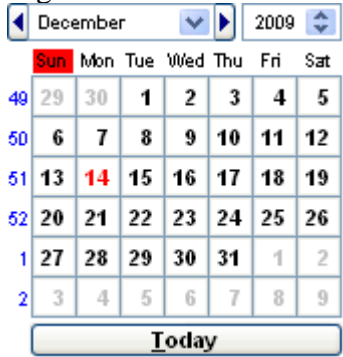 December 2009
Sun Mon Tue Wed Thu Fri Sat
49 29 30 1 2 3 4 5
50 6 7 8 9 10 11 12
51 13 14 15 16 17 18 19
52 20 21 22 23 24 25 26
1 27 28 29 30 31 1 2
2 3 4 5 6 7 8 9
Today